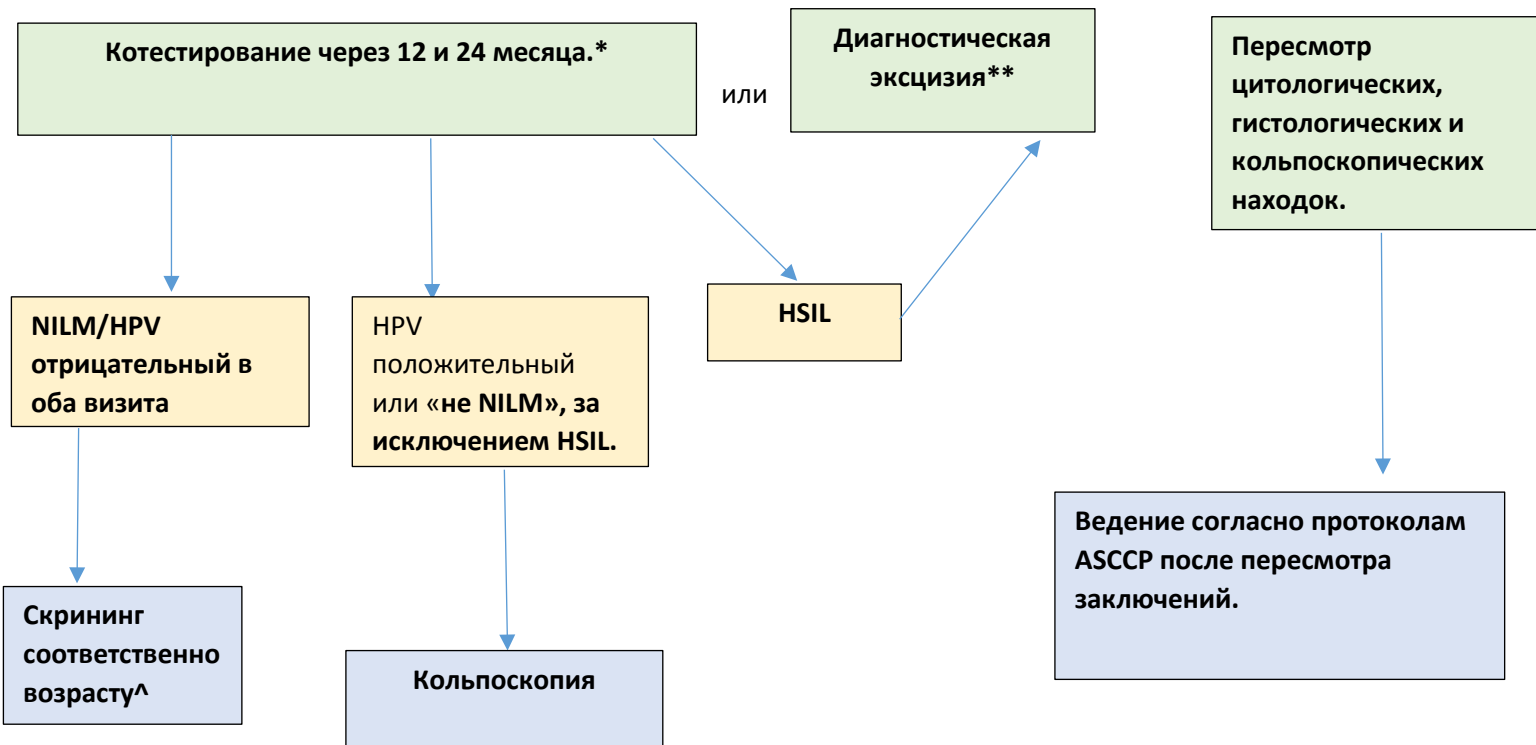 Котестирование через 12 и 24 месяца.*
или
Диагностическая
эксцизия**
Пересмотр
цитологических,
гистологических и
кольпоскопических
находок.
NILM/HPV
отрицательный в
оба визита
HPV
положительный
или «не NILM», за
исключением HSIL.
HSIL
Скрининг
соответственно
возрасту^
Кольпоскопия
Ведение согласно протоколам
ASCCP после пересмотра
заключений.